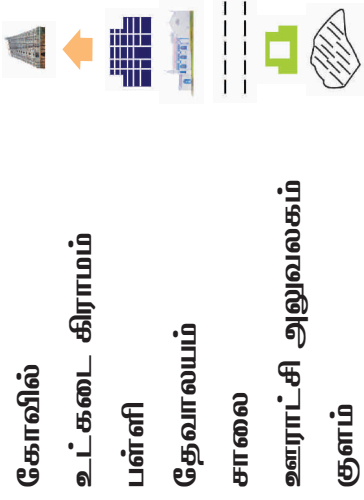 கோவில்
உட்கடை கிராமம்
பள்ளி
தேவாலயம்
சாலை
ஊராட்சி அலுவலகம்
குளம்